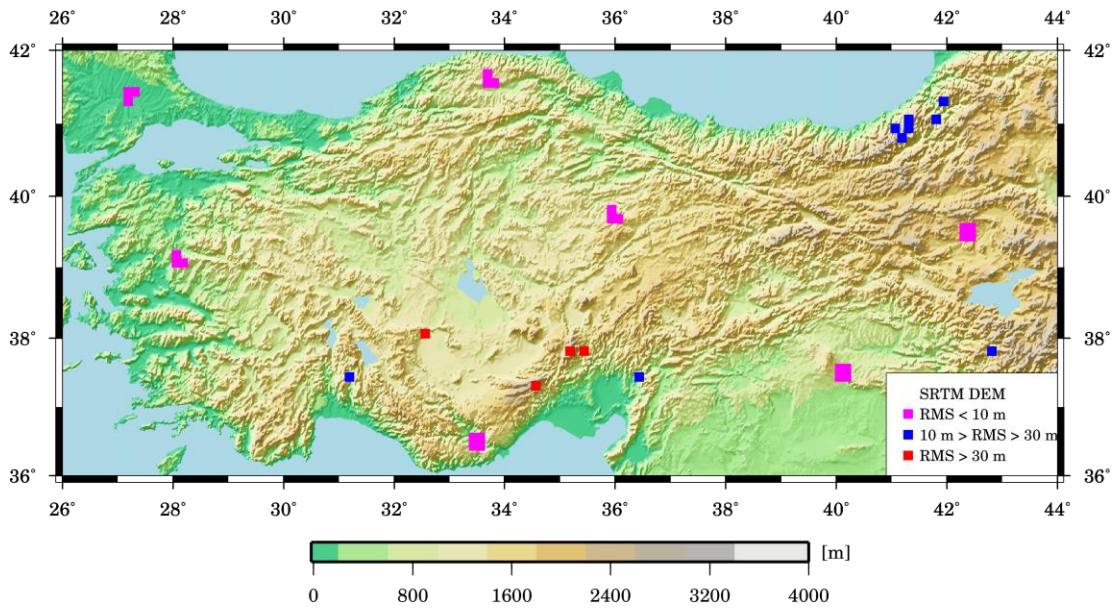 26˚ 28˚ 30˚ 32˚ 34˚ 36˚ 38˚ 40˚ 42˚ 44˚
42˚ 42˚
40˚ 40˚
38˚ 38˚
SRTM DEM
RMS < 10 m
10 m > RMS > 30 m
RMS > 30 m
36˚ 36˚
26˚ 28˚ 30˚ 32˚ 34˚ 36˚ 38˚ 40˚ 42˚ 44˚
[m]
0 800 1600 2400 3200 4000